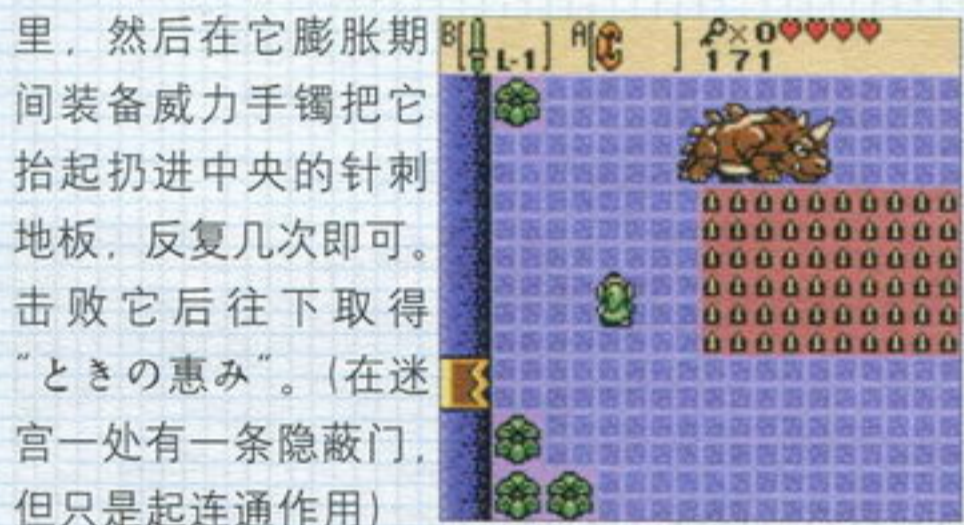 里，然后在它膨胀期
间装备威力手镯把它
抬起扔进中央的针刺
地板，反复几次即可。
击败它后往下取得
“ときの惠み”。（在迷
宫一处有一条隐蔽门，
但只是起连通作用）
B[ L-1] A[ ] ×0
171